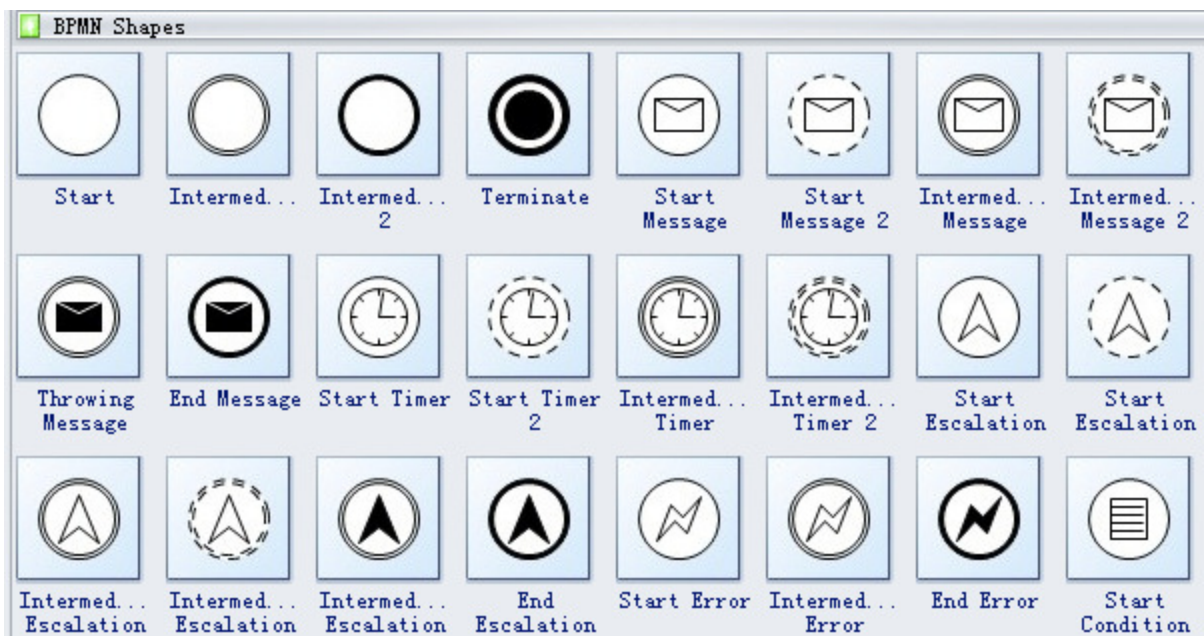 BPMN Shapes
Start Intermed... Intermed... Terminate Start Start Intermed... Intermed...
2 Message Message 2 Message Message 2
Throwing End Message Start Timer Start Timer Intermed... Intermed... Start Start
Message 2 Timer Timer 2 Escalation Escalation
Intermed... Intermed... Intermed... End Start Error Intermed... End Error Start
Escalation Escalation Escalation Escalation Error Condition